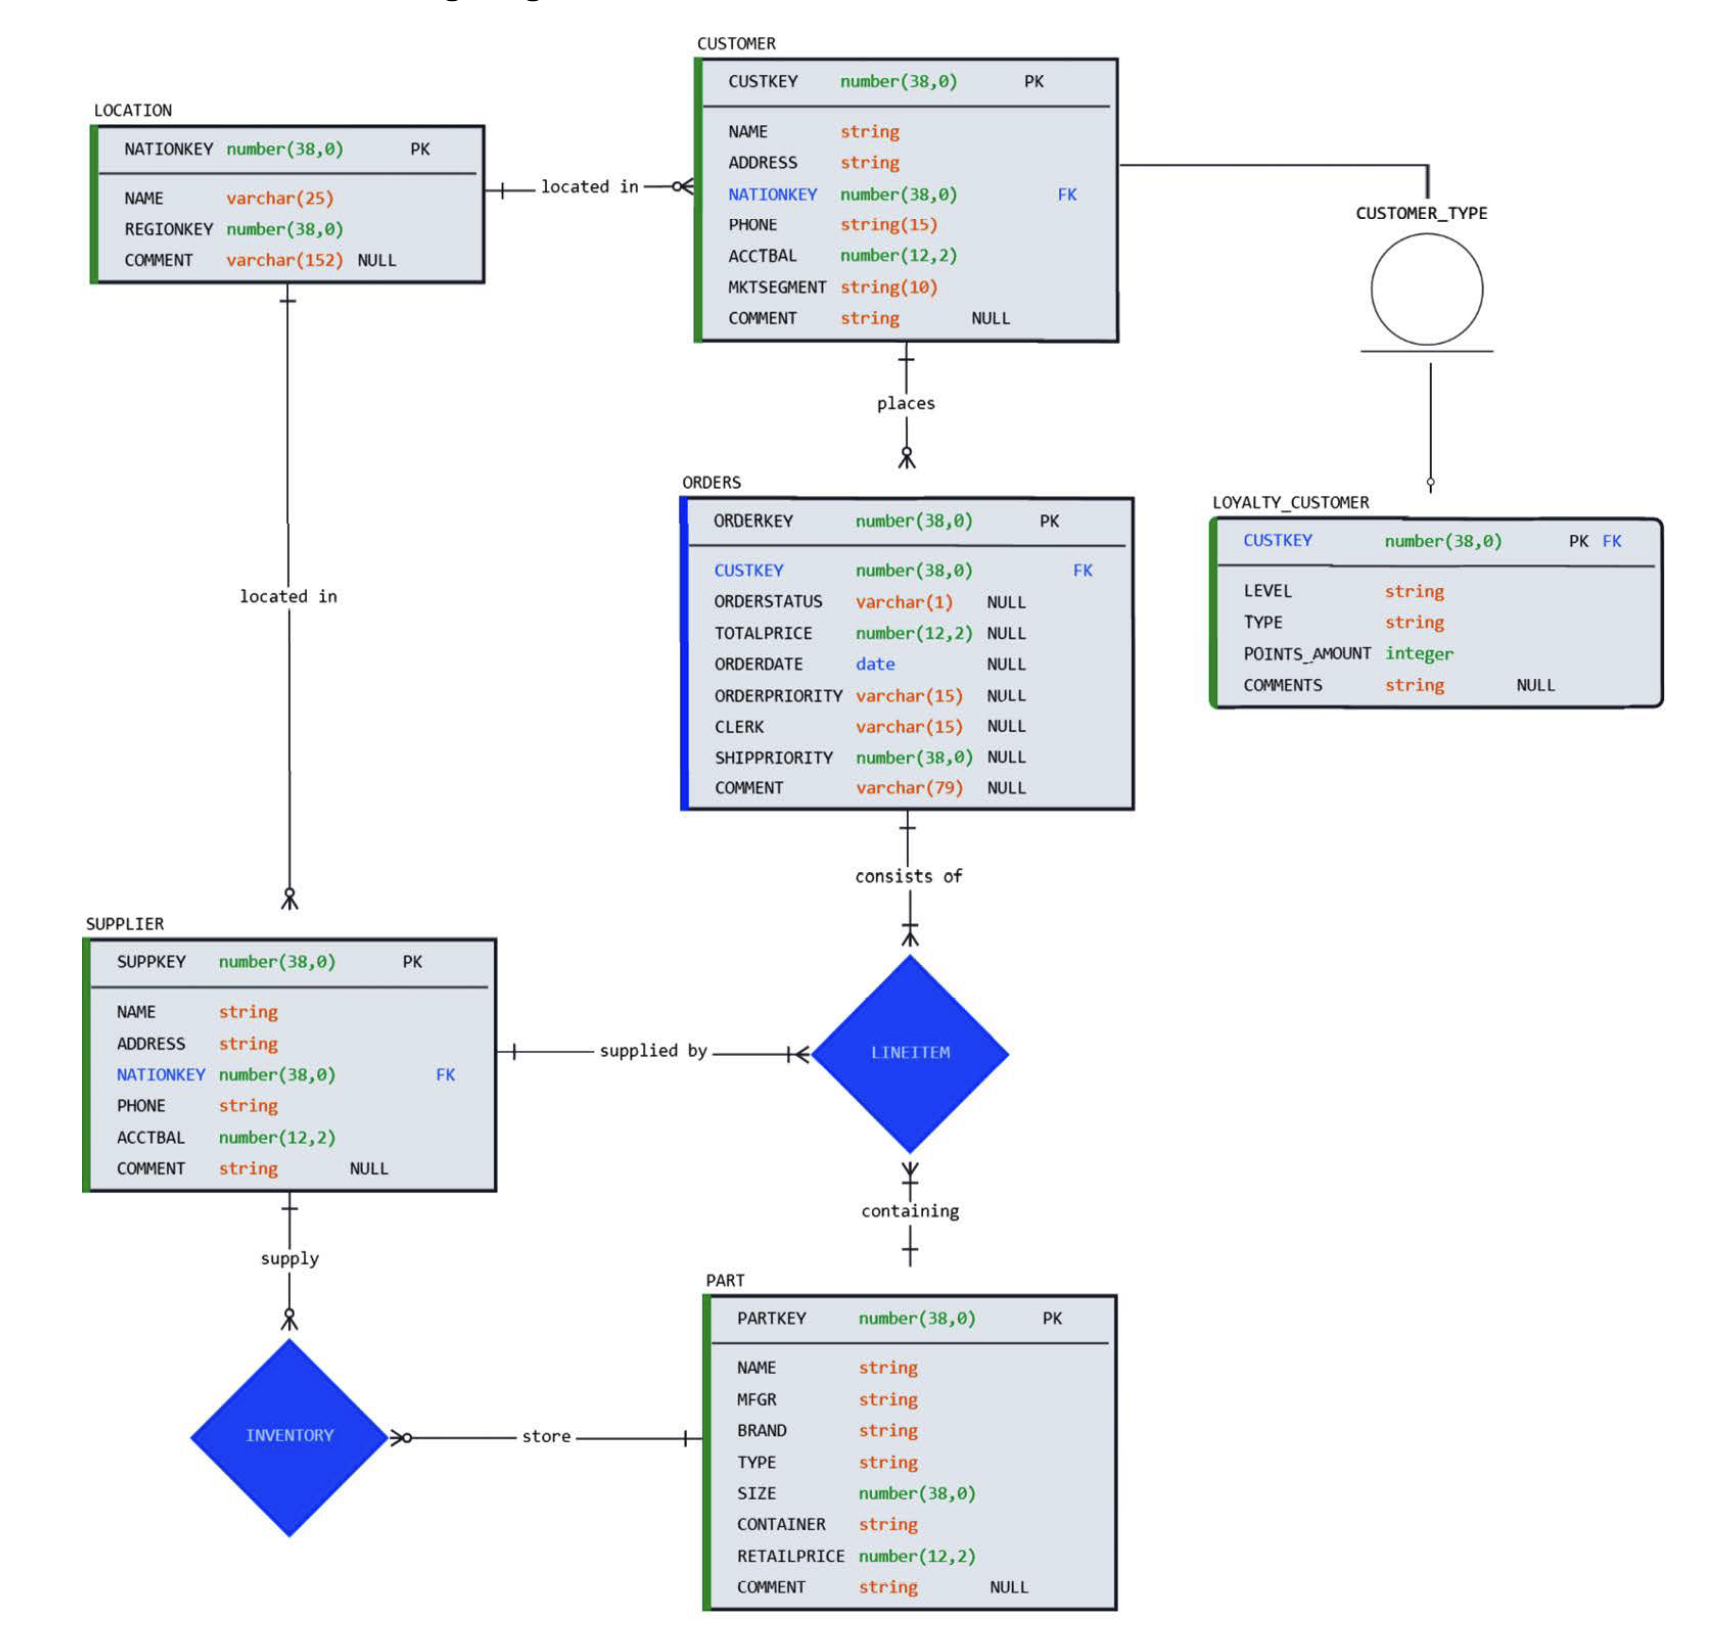 CUSTOMER
CUSTKEY number(38,0) PK
NAME string
ADDRESS string
NATIONKEY number(38,0) FK
PHONE string(15)
ACCTBAL number(12,2)
MKTSEGMENT string(10)
COMMENT string NULL
LOCATION
NATIONKEY number(38,0) PK
NAME varchar(25)
REGIONKEY number(38,0)
COMMENT varchar(152) NULL
located in
CUSTOMER_TYPE
places
ORDERS
ORDERKEY number(38,0) PK
CUSTKEY number(38,0) FK
ORDERSTATUS varchar(1) NULL
TOTALPRICE number(12,2) NULL
ORDERDATE date NULL
ORDERPRIORITY varchar(15) NULL
CLERK varchar(15) NULL
SHIPPRIORITY number(38,0) NULL
COMMENT varchar(79) NULL
LOYALTY_CUSTOMER
CUSTKEY number(38,0) PK FK
LEVEL string
TYPE string
POINTS_AMOUNT integer
COMMENTS string NULL
located in
consists of
SUPPLIER
SUPPKEY number(38,0) PK
NAME string
ADDRESS string
NATIONKEY number(38,0) FK
PHONE string
ACCTBAL number(12,2)
COMMENT string NULL
supplied by
LINEITEM
containing
supply
PART
PARTKEY number(38,0) PK
NAME string
MFGR string
BRAND string
TYPE string
SIZE number(38,0)
CONTAINER string
RETAILPRICE number(12,2)
COMMENT string NULL
INVENTORY
store